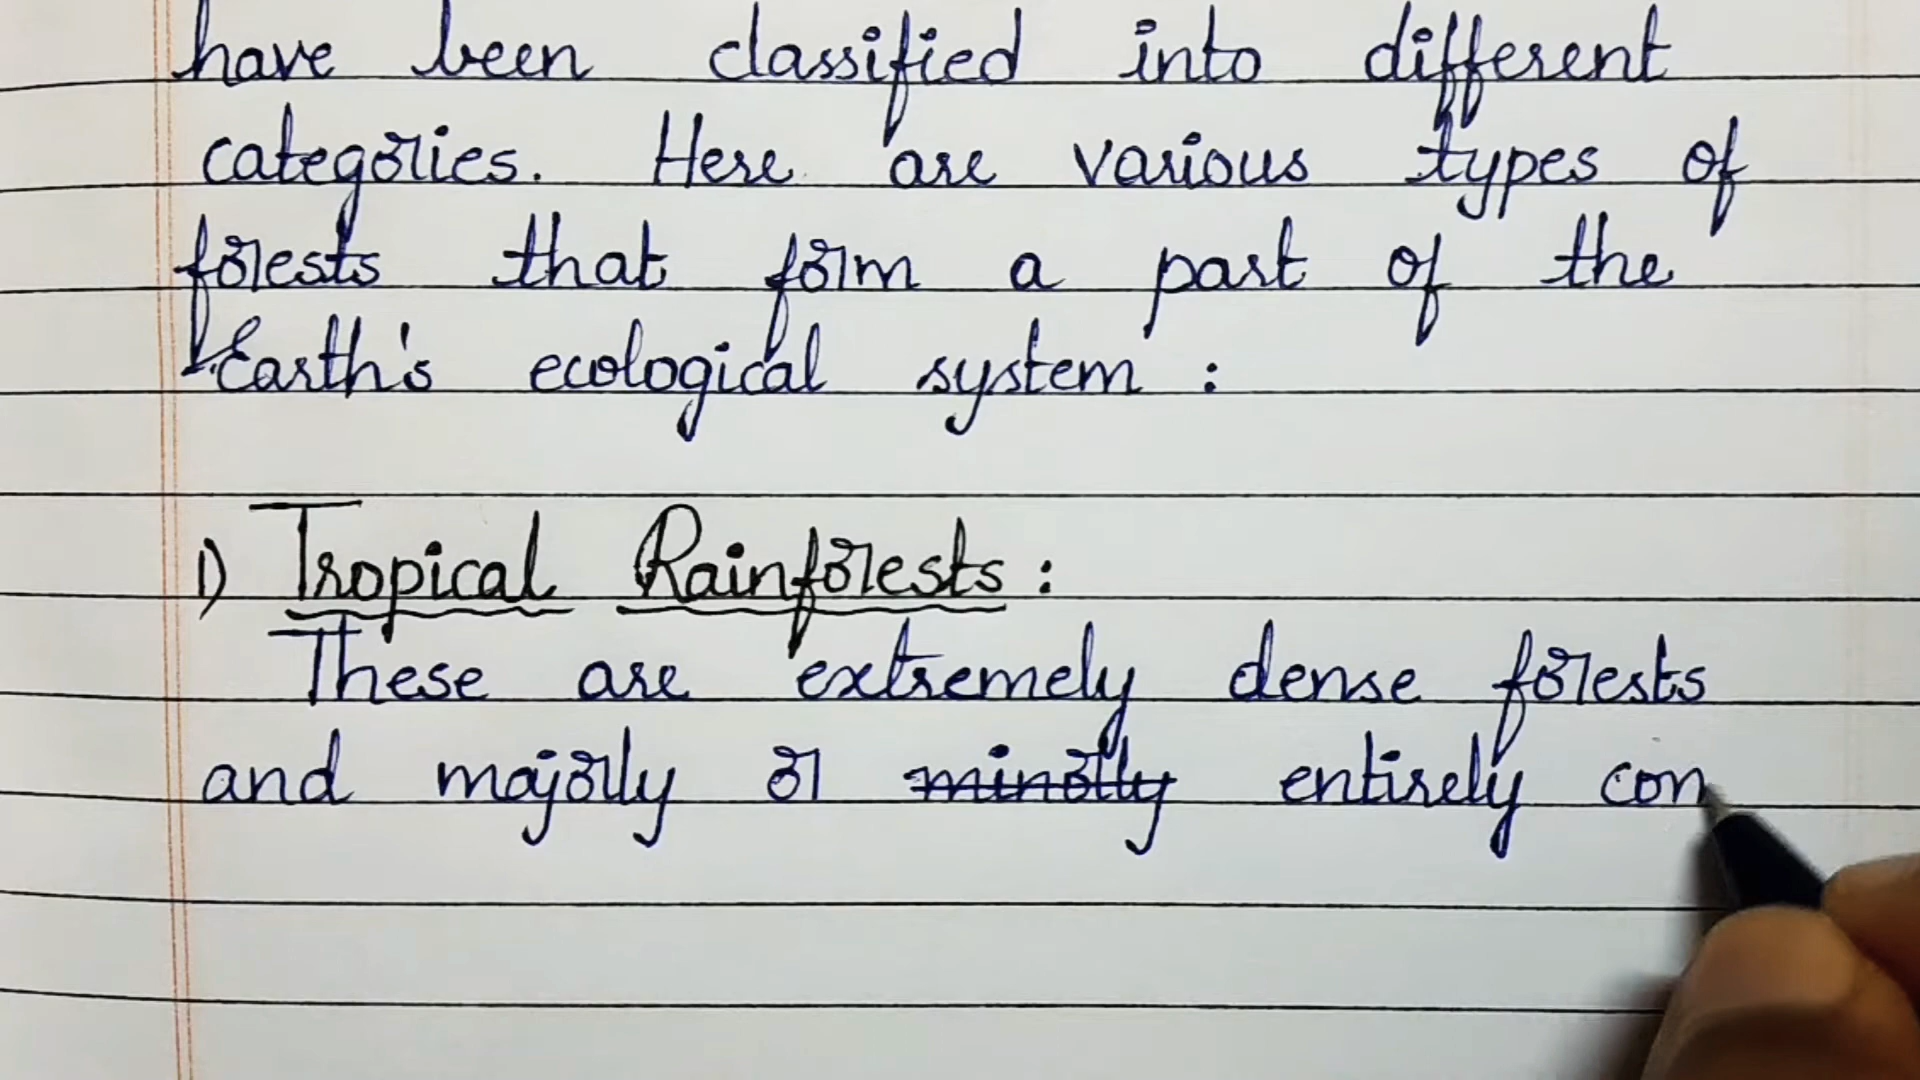 have been classified into different
categories. Here are various types of
forests that form a part of the
Earth's ecological system :
1) Tropical Rainforests :
These are extremely dense forests
and majorly or minorly entirely con